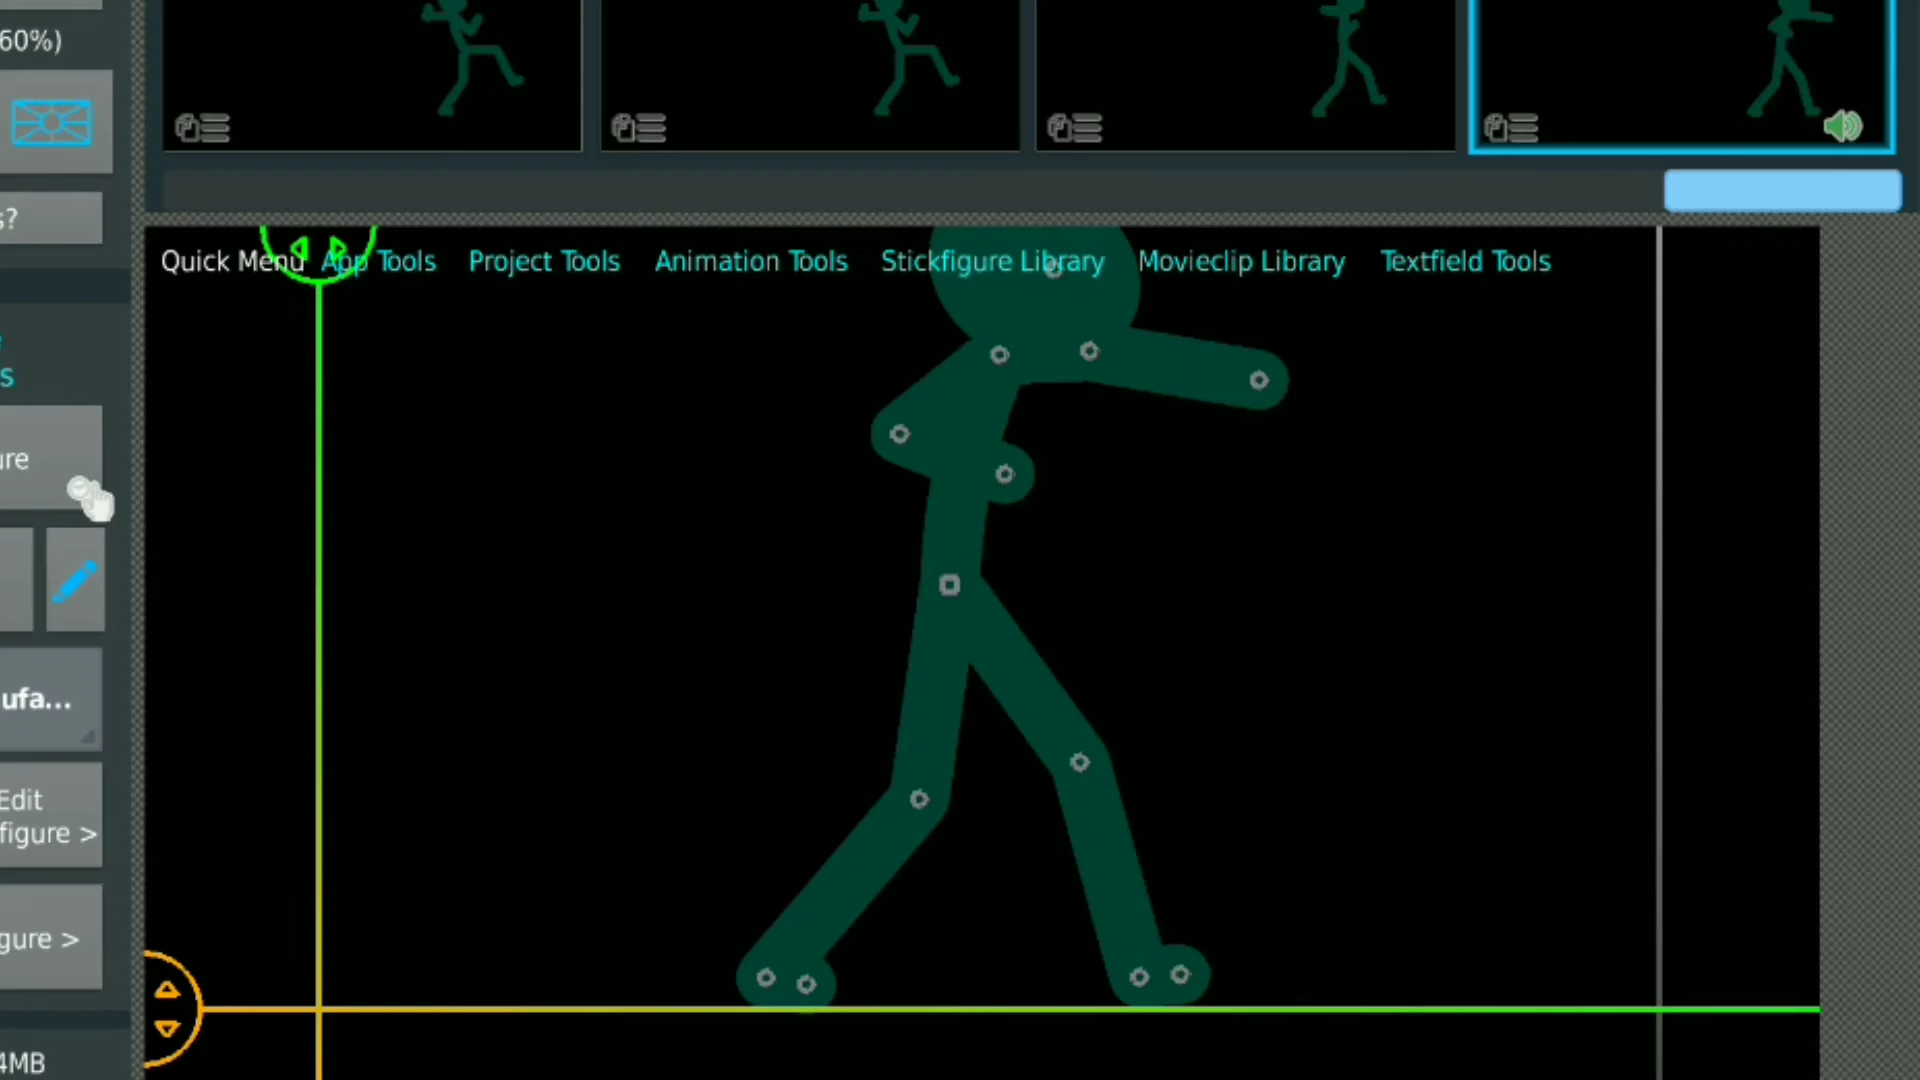 60%)
s?
Quick Menu App Tools Project Tools Animation Tools Stickfigure Library Movieclip Library Textfield Tools
s
ure
ufa...
Edit
figure >
gure >
4MB